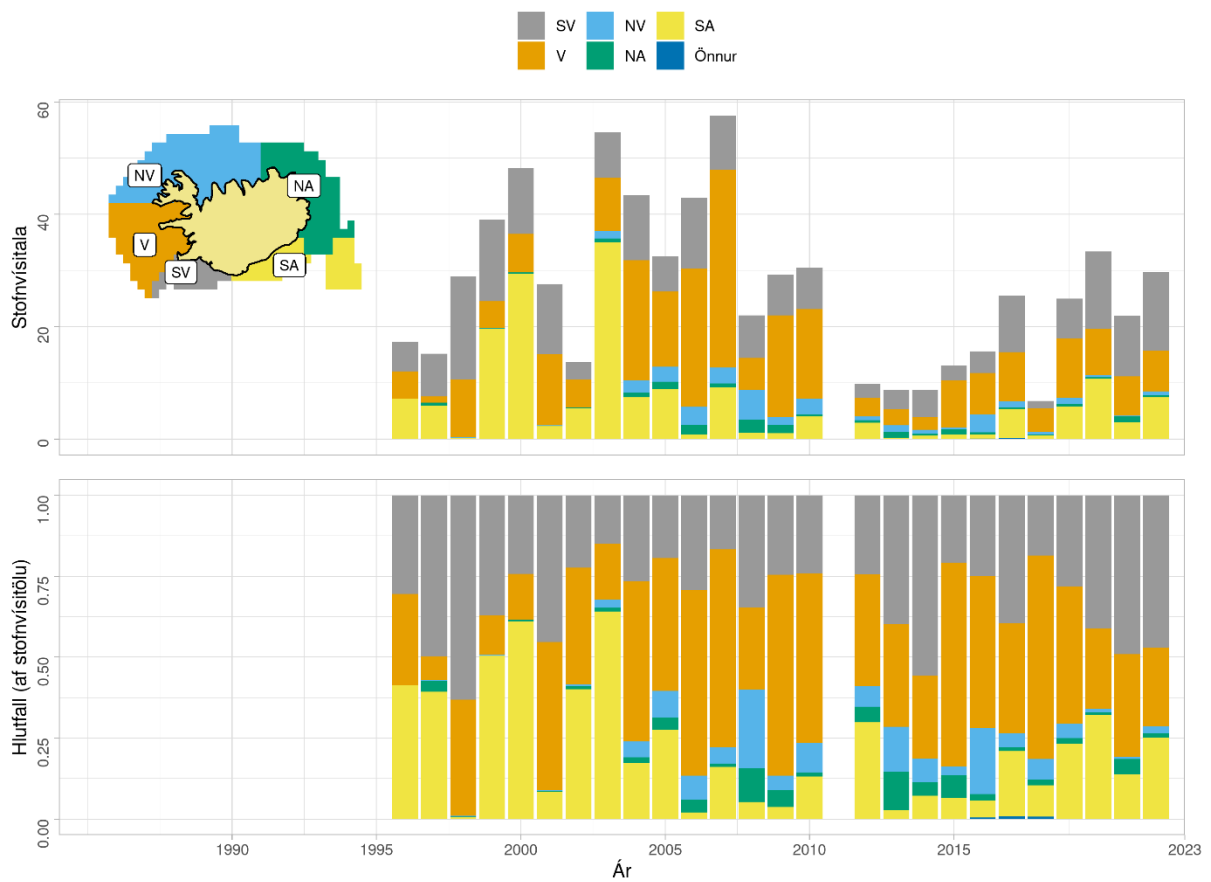 SV NV SA
V NA Önnur
60
40
20
0
Stofnvísitala
NV
NA
V
SV
SA
1.00
0.75
0.50
0.25
0.00
Hlutfall (af stofnvísitölu)
1990 1995 2000 2005 2010 2015 2023
Ár